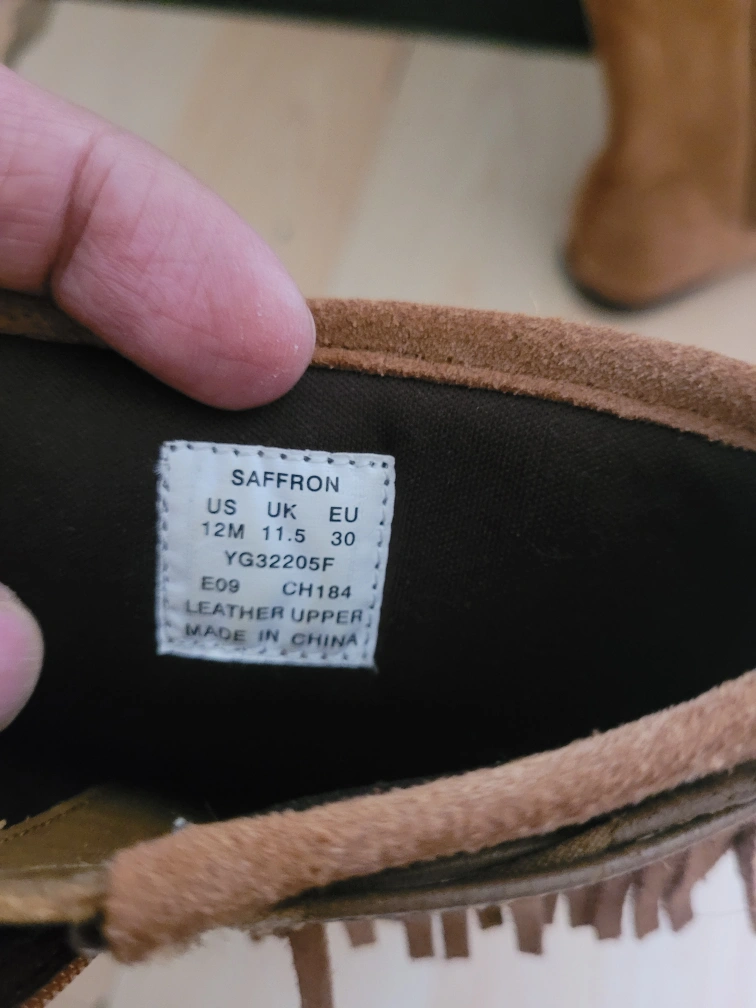 SAFFRON
US UK EU
12M 11.5 30
YG32205F
E09 CH184
LEATHER UPPER
MADE IN CHINA